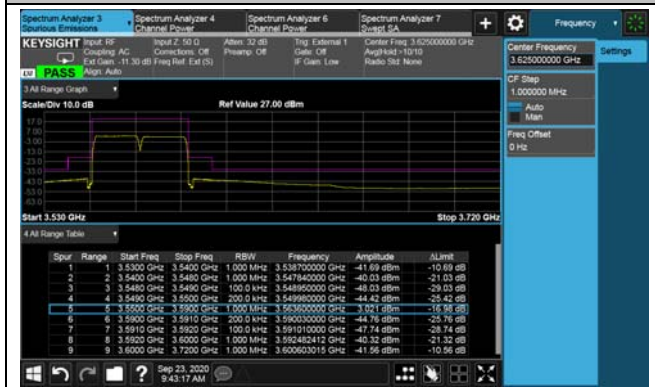 Spectrum Analyzer 3
Spurious Emissions
Spectrum Analyzer 4
Channel Power
Spectrum Analyzer 6
Channel Power
Spectrum Analyzer 7
Swept SA
+
Frequency
KEYSIGHT
Input: RF
Coupling: AC
Ext Gain: -11.30 dB
Align: Auto
Input Z: 50 Ω
Corrections: Off
Freq Ref: Ext (S)
Atten: 32 dB
Preamp: Off
Trig: External 1
Gate: Off
IF Gain: Low
Center Freq: 3.625000000 GHz
Avg|Hold:>10/10
Radio Std: None
LU PASS
Center Frequency
3.625000000 GHz
Settings
CF Step
1.000000 MHz
Auto
Man
Freq Offset
0 Hz
3 All Range Graph
Scale/Div 10.0 dB
Ref Value 27.00 dBm
17.0
7.00
-3.00
-13.0
-23.0
-33.0
-43.0
-53.0
-63.0
Start 3.530 GHz
Stop 3.720 GHz
4 All Range Table
Spur Range Start Freq Stop Freq RBW Frequency Amplitude ΔLimit
1 1 3.5300 GHz 3.5400 GHz 1.000 MHz 3.538700000 GHz -41.69 dBm -10.69 dB
2 2 3.5400 GHz 3.5480 GHz 1.000 MHz 3.547840000 GHz -40.03 dBm -21.03 dB
3 3 3.5480 GHz 3.5490 GHz 100.0 kHz 3.548950000 GHz -48.03 dBm -29.03 dB
4 4 3.5490 GHz 3.5500 GHz 200.0 kHz 3.549980000 GHz -44.42 dBm -25.42 dB
5 5 3.5500 GHz 3.5900 GHz 1.000 MHz 3.563600000 GHz 3.021 dBm -16.98 dB
6 6 3.5900 GHz 3.5910 GHz 200.0 kHz 3.590030000 GHz -44.76 dBm -25.76 dB
7 7 3.5910 GHz 3.5920 GHz 100.0 kHz 3.591010000 GHz -47.74 dBm -28.74 dB
8 8 3.5920 GHz 3.6000 GHz 1.000 MHz 3.592482412 GHz -40.32 dBm -21.32 dB
9 9 3.6000 GHz 3.7200 GHz 1.000 MHz 3.600603015 GHz -41.56 dBm -10.56 dB
?
Sep 23, 2020
9:43:17 AM